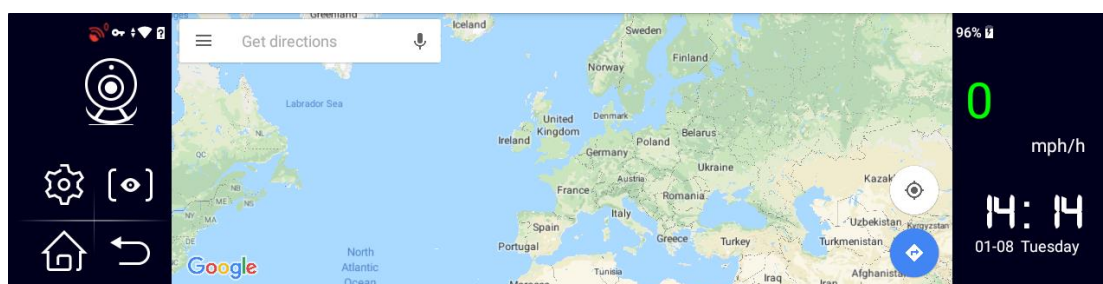 96%
Get directions
Greenland
Iceland
Sweden
Finland
Norway
Labrador Sea
United
Kingdom
Denmark
Ireland
Belarus
Poland
Germany
NL
QC
Ukraine
Austria
France
Romania
NB
ME
NS
NY
MA
Italy
Spain
Uzbekistan
Kyrgyzstan
DE
Portugal
Greece
Turkey
Turkmenistan
North
Atlantic
Ocean
Google
Tunisia
Iraq
Iran
0
mph/h
14:14
01-08 Tuesday